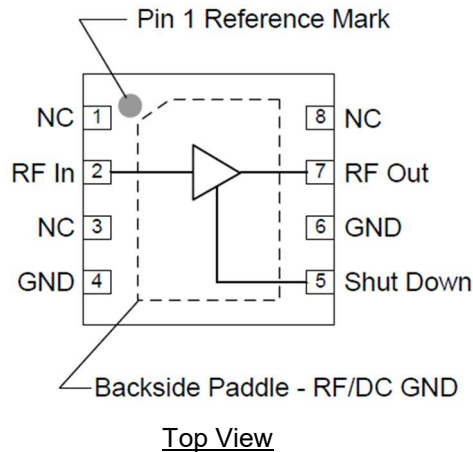 Pin 1 Reference Mark
NC 1
8 NC
RF In 2
7 RF Out
NC 3
6 GND
GND 4
5 Shut Down
Backside Paddle - RF/DC GND
Top View